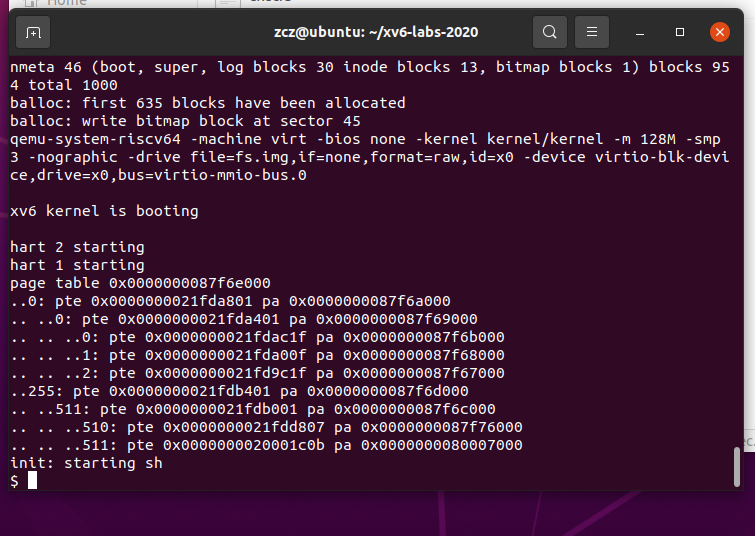 Home
zcz@ubuntu: ~/xv6-labs-2020
nmeta 46 (boot, super, log blocks 30 inode blocks 13, bitmap blocks 1) blocks 95
4 total 1000
balloc: first 635 blocks have been allocated
balloc: write bitmap block at sector 45
qemu-system-riscv64 -machine virt -bios none -kernel kernel/kernel -m 128M -smp
3 -nographic -drive file=fs.img,if=none,format=raw,id=x0 -device virtio-blk-devi
ce,drive=x0,bus=virtio-mmio-bus.0
xv6 kernel is booting
hart 2 starting
hart 1 starting
page table 0x0000000087f6e000
..0: pte 0x0000000021fda801 pa 0x0000000087f6a000
.. ..0: pte 0x0000000021fda401 pa 0x0000000087f69000
.. .. ..0: pte 0x0000000021fdac1f pa 0x0000000087f6b000
.. .. ..1: pte 0x0000000021fda00f pa 0x0000000087f68000
.. .. ..2: pte 0x0000000021fd9c1f pa 0x0000000087f67000
..255: pte 0x0000000021fdb401 pa 0x0000000087f6d000
.. ..511: pte 0x0000000021fdb001 pa 0x0000000087f6c000
.. .. ..510: pte 0x0000000021fdd807 pa 0x0000000087f76000
.. .. ..511: pte 0x0000000020001c0b pa 0x0000000080007000
init: starting sh
$